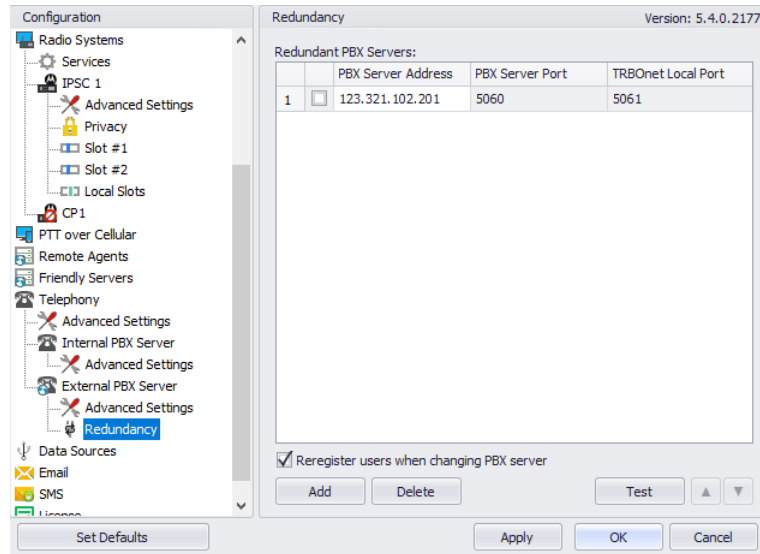 Configuration
Radio Systems
Services
IPSC 1
Advanced Settings
Privacy
Slot #1
Slot #2
Local Slots
CP1
PTT over Cellular
Remote Agents
Friendly Servers
Telephony
Advanced Settings
Internal PBX Server
Advanced Settings
External PBX Server
Advanced Settings
Redundancy
Data Sources
Email
SMS
License
Set Defaults
Redundancy Version: 5.4.0.2177
Redundant PBX Servers:
PBX Server Address PBX Server Port TRBOnet Local Port
1 123.321.102.201 5060 5061
Reregister users when changing PBX server
Add Delete Test
Apply OK Cancel